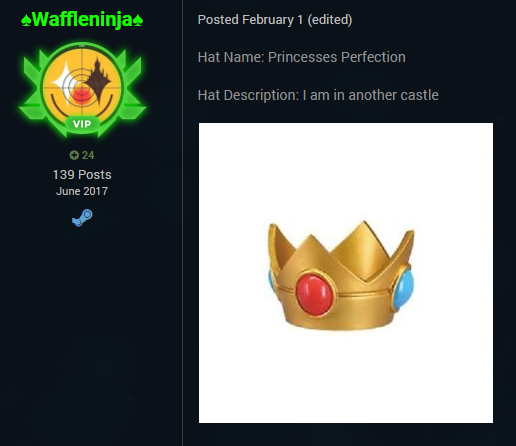 ♠Waffleninja♠
VIP
24
139 Posts
June 2017
Posted February 1 (edited)
Hat Name: Princesses Perfection
Hat Description: I am in another castle